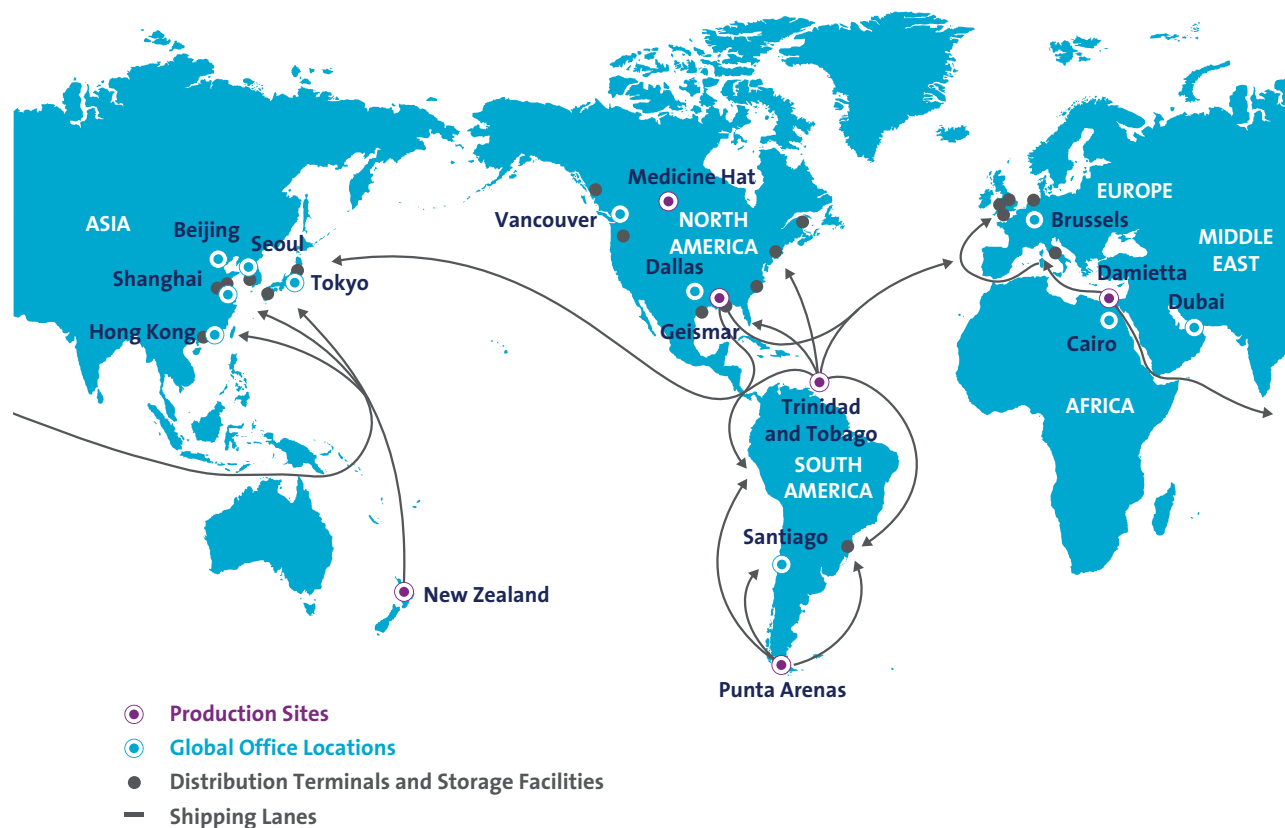 Medicine Hat
EUROPE
ASIA
Vancouver
NORTH
AMERICA
Brussels
Beijing
Seoul
MIDDLE
EAST
Dallas
Damietta
Shanghai
Tokyo
Dubai
Hong Kong
Geismar
Cairo
Trinidad
and Tobago
AFRICA
SOUTH
AMERICA
Santiago
New Zealand
Punta Arenas
Production Sites
Global Office Locations
Distribution Terminals and Storage Facilities
Shipping Lanes